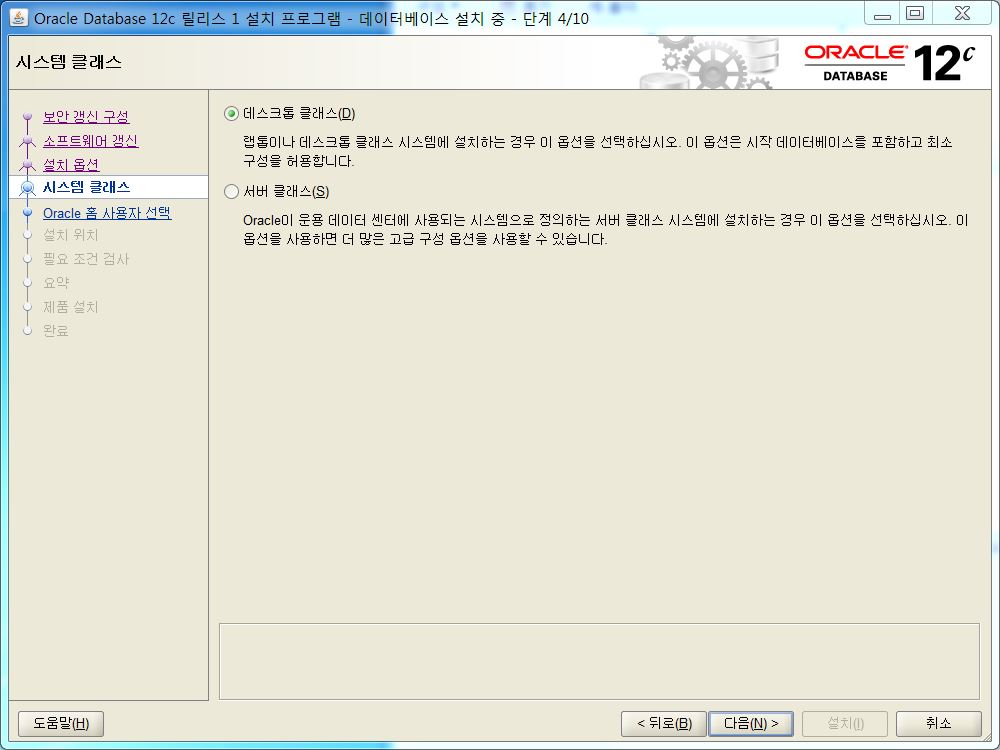 Oracle Database 12c 릴리스 1 설치 프로그램 - 데이터베이스 설치 중 - 단계 4/10
시스템 클래스
ORACLE
DATABASE
12c
보안 갱신 구성
소프트웨어 갱신
설치 옵션
시스템 클래스
Oracle 홈 사용자 선택
설치 위치
필요 조건 검사
요약
제품 설치
완료
데스크톱 클래스(D)
랩톱이나 데스크톱 클래스 시스템에 설치하는 경우 이 옵션을 선택하십시오. 이 옵션은 시작 데이터베이스를 포함하고 최소
구성을 허용합니다.
서버 클래스(S)
Oracle이 운용 데이터 센터에 사용되는 시스템으로 정의하는 서버 클래스 시스템에 설치하는 경우 이 옵션을 선택하십시오. 이
옵션을 사용하면 더 많은 고급 구성 옵션을 사용할 수 있습니다.
도움말(H)
< 뒤로(B)
다음(N) >
설치(I)
취소